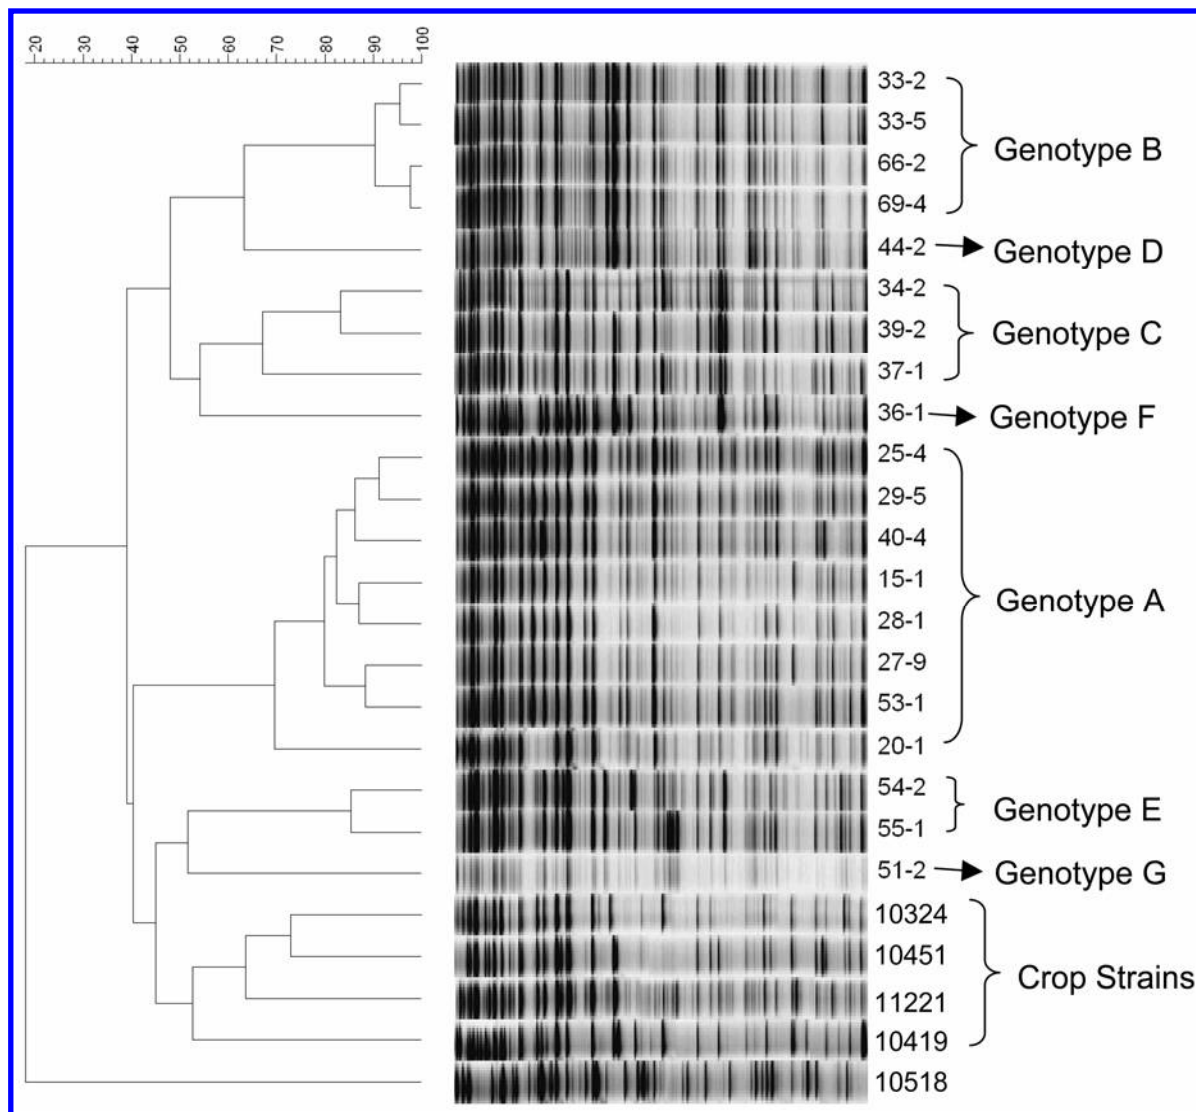 20 30 40 50 60 70 80 90 100
33-2
33-5
Genotype B
66-2
69-4
44-2
Genotype D
34-2
39-2
Genotype C
37-1
36-1
Genotype F
25-4
29-5
40-4
15-1
Genotype A
28-1
27-9
53-1
20-1
54-2
Genotype E
55-1
51-2
Genotype G
10324
10451
Crop Strains
11221
10419
10518